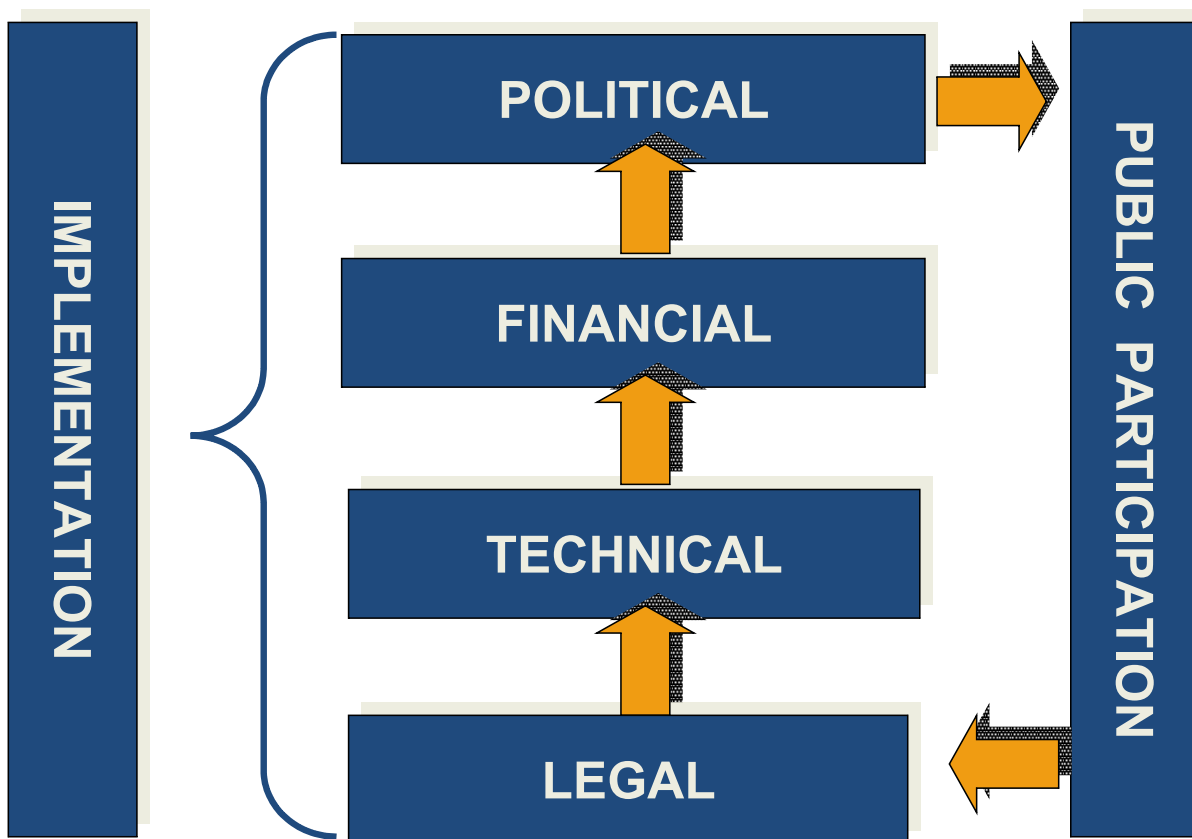 IMPLEMENTATION
POLITICAL
FINANCIAL
TECHNICAL
LEGAL
PUBLIC PARTICIPATION